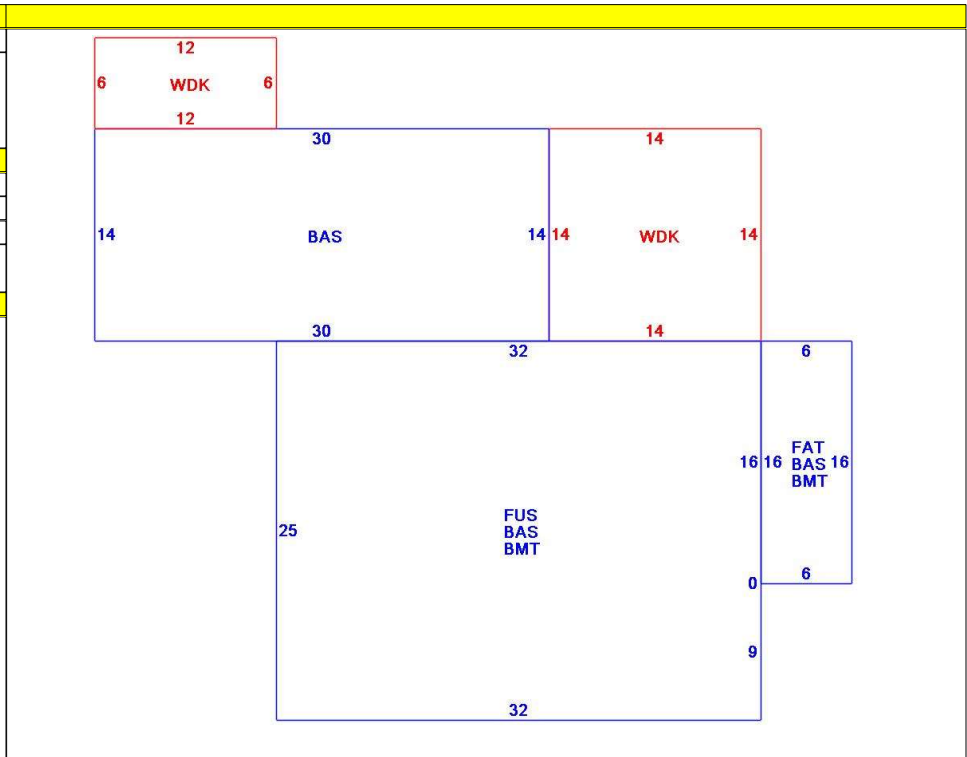 12
6 WDK 6
12
30 14
14 BAS 14 14 WDK 14
30 14
32 6
16 16 FAT 16
BAS
BMT
25 FUS
BAS
BMT
0 6
9
32